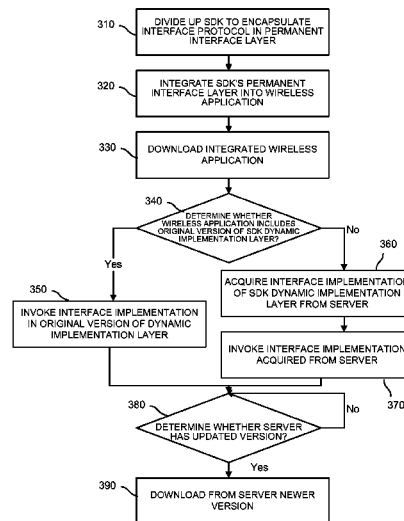 310
DIVIDE UP SDK TO ENCAPSULATE
INTERFACE PROTOCOL IN PERMANENT
INTERFACE LAYER
320
INTEGRATE SDK'S PERMANENT
INTERFACE LAYER INTO WIRELESS
APPLICATION
330
DOWNLOAD INTEGRATED WIRELESS
APPLICATION
340
DETERMINE WHETHER
WIRELESS APPLICATION INCLUDES
ORIGINAL VERSION OF SDK DYNAMIC
IMPLEMENTATION LAYER?
No
Yes
360
ACQUIRE INTERFACE IMPLEMENTATION
OF SDK DYNAMIC IMPLEMENTATION
LAYER FROM SERVER
350
INVOKE INTERFACE IMPLEMENTATION
IN ORIGINAL VERSION OF DYNAMIC
IMPLEMENTATION LAYER
INVOKE INTERFACE IMPLEMENTATION
ACQUIRED FROM SERVER
370
380
No
DETERMINE WHETHER SERVER
HAS UPDATED VERSION?
Yes
390
DOWNLOAD FROM SERVER NEWER
VERSION